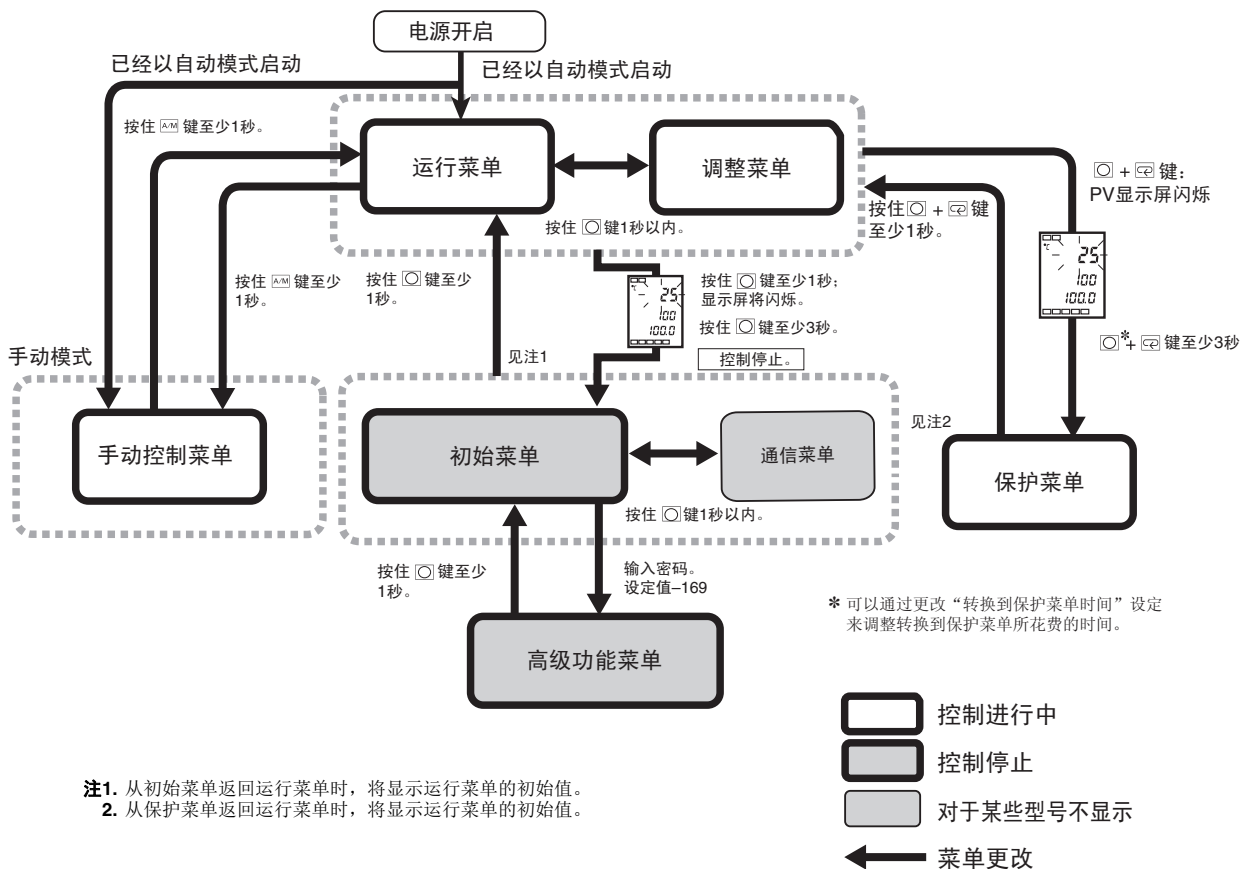 电源开启
已经以自动模式启动
已经以自动模式启动
按住 A/M 键至少1秒。
运行菜单
调整菜单
+ 键：
PV显示屏闪烁
按住 + 键
至少1秒。
按住 键1秒以内。
按住 A/M 键至少
1秒。
按住 键至少
1秒。
℃
25
100
100.0
按住 键至少1秒；
显示屏将闪烁。
按住 键至少3秒。
控制停止。
℃
25
100
100.0
* + 键至少3秒
手动模式
见注1
手动控制菜单
初始菜单
通信菜单
见注2
保护菜单
按住 键1秒以内。
按住 键至少
1秒。
输入密码。
设定值–169
高级功能菜单
* 可以通过更改“转换到保护菜单时间”设定
来调整转换到保护菜单所花费的时间。
控制进行中
控制停止
对于某些型号不显示
菜单更改
注1. 从初始菜单返回运行菜单时，将显示运行菜单的初始值。
2. 从保护菜单返回运行菜单时，将显示运行菜单的初始值。